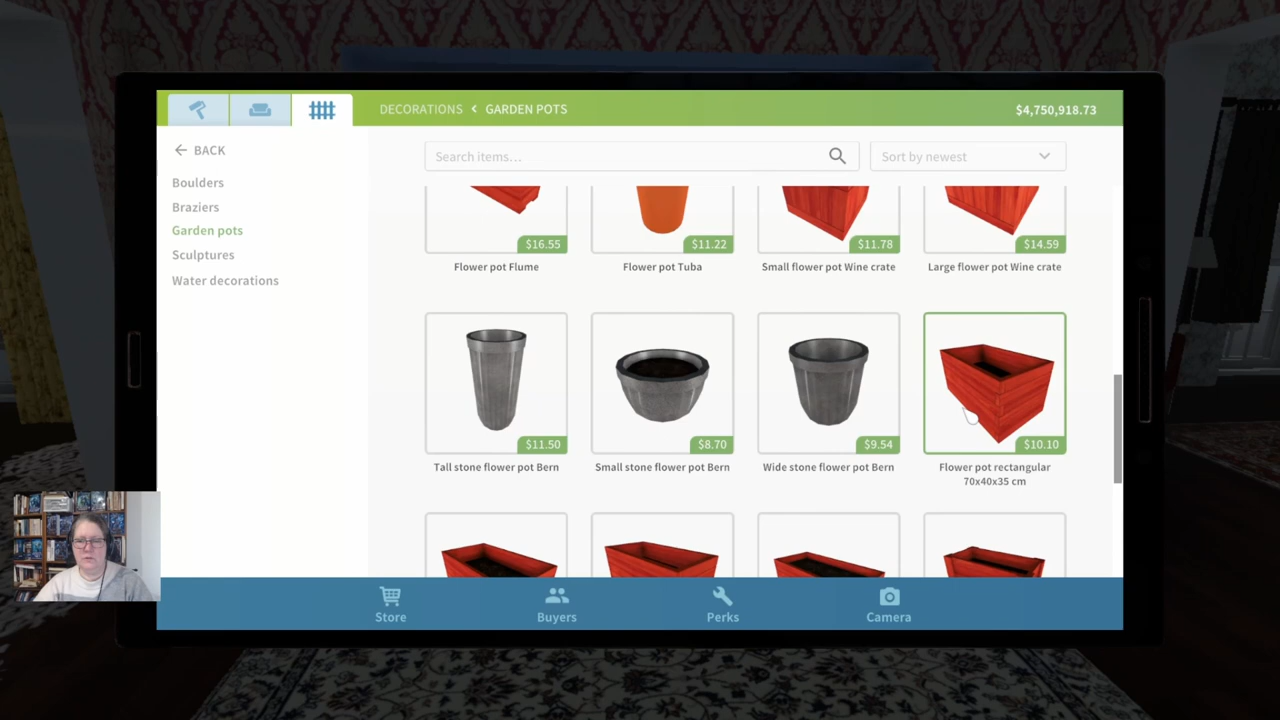 DECORATIONS < GARDEN POTS
$4,750,918.73
BACK
Search items...
Sort by newest
Boulders
Braziers
Garden pots
Sculptures
Water decorations
$16.55
$11.22
$11.78
$14.59
Flower pot Flume
Flower pot Tuba
Small flower pot Wine crate
Large flower pot Wine crate
$11.50
$8.70
$9.54
$10.10
Tall stone flower pot Bern
Small stone flower pot Bern
Wide stone flower pot Bern
Flower pot rectangular
70x40x35 cm
Store
Buyers
Perks
Camera